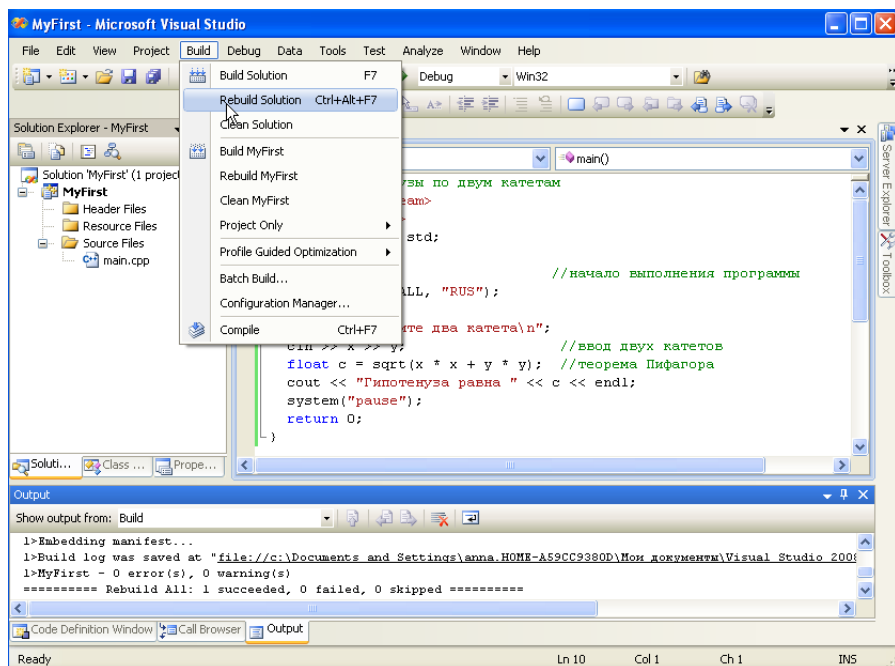 MyFirst - Microsoft Visual Studio
File Edit View Project Build Debug Data Tools Test Analyze Window Help
Debug Win32
Build Solution F7
Rebuild Solution Ctrl+Alt+F7
Clean Solution
Build MyFirst
Rebuild MyFirst
Clean MyFirst
Project Only
Profile Guided Optimization
Batch Build...
Configuration Manager...
Compile Ctrl+F7
Solution Explorer - MyFirst
Solution 'MyFirst' (1 project
MyFirst
Header Files
Resource Files
Source Files
main.cpp
Soluti... Class ... Prope...
main()
зы по двум катетам
eam>
>
std;
//начало выполнения программы
ALL, "RUS");
те два катета\n";
cin >> x >> y; //ввод двух катетов
float c = sqrt(x * x + y * y); //теорема Пифагора
cout << "Гипотенуза равна " << c << endl;
system("pause");
return 0;
}
Server Explorer
Toolbox
Output
Show output from: Build
1>Embedding manifest...
1>Build log was saved at "file://c:\Documents and Settings\anna.HOME-A59CC9380D\Мои документы\Visual Studio 2008
1>MyFirst - 0 error(s), 0 warning(s)
========== Rebuild All: 1 succeeded, 0 failed, 0 skipped ==========
Code Definition Window Call Browser Output
Ready Ln 10 Col 1 Ch 1 INS